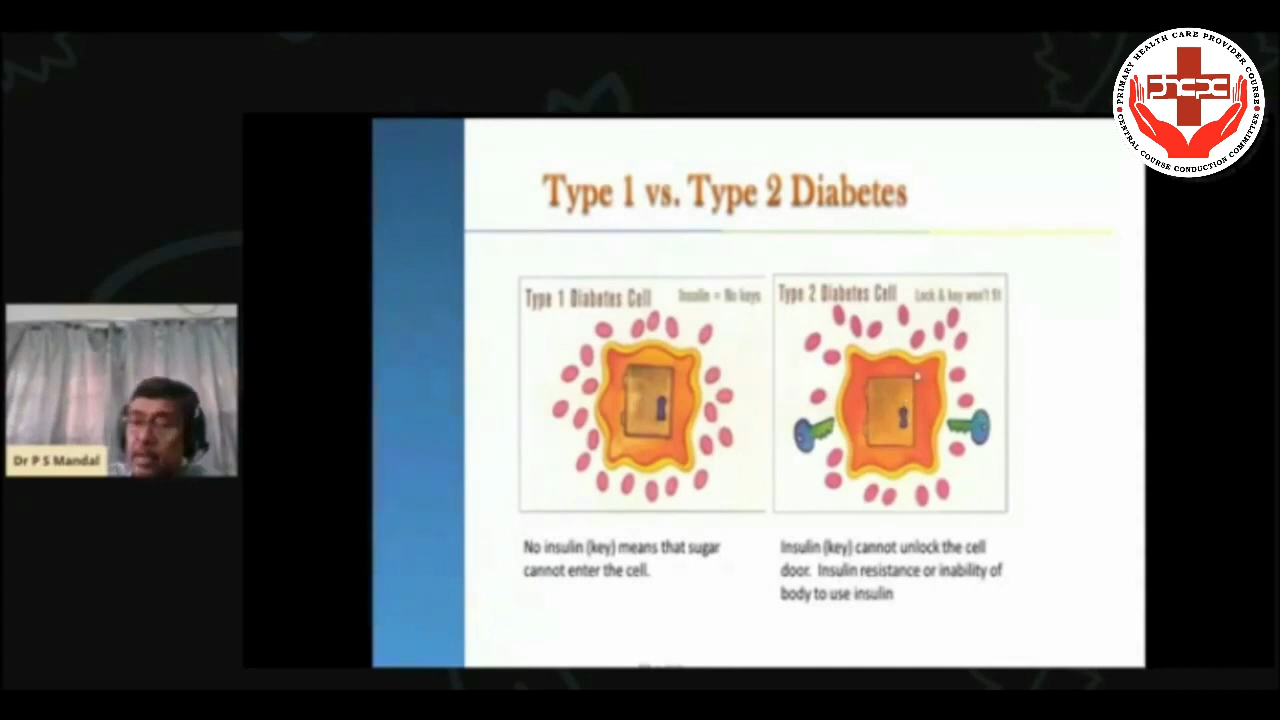 PRIMARY HEALTH CARE PROVIDER COURSE
phcpc
CENTRAL COURSE CONDUCTION COMMITTEE
Type 1 vs. Type 2 Diabetes
Type 1 Diabetes Cell
Insulin = No keys
Type 2 Diabetes Cell
Lock & key won't fit
No insulin (key) means that sugar
cannot enter the cell.
Insulin (key) cannot unlock the cell
door. Insulin resistance or inability of
body to use insulin
Dr P S Mandal